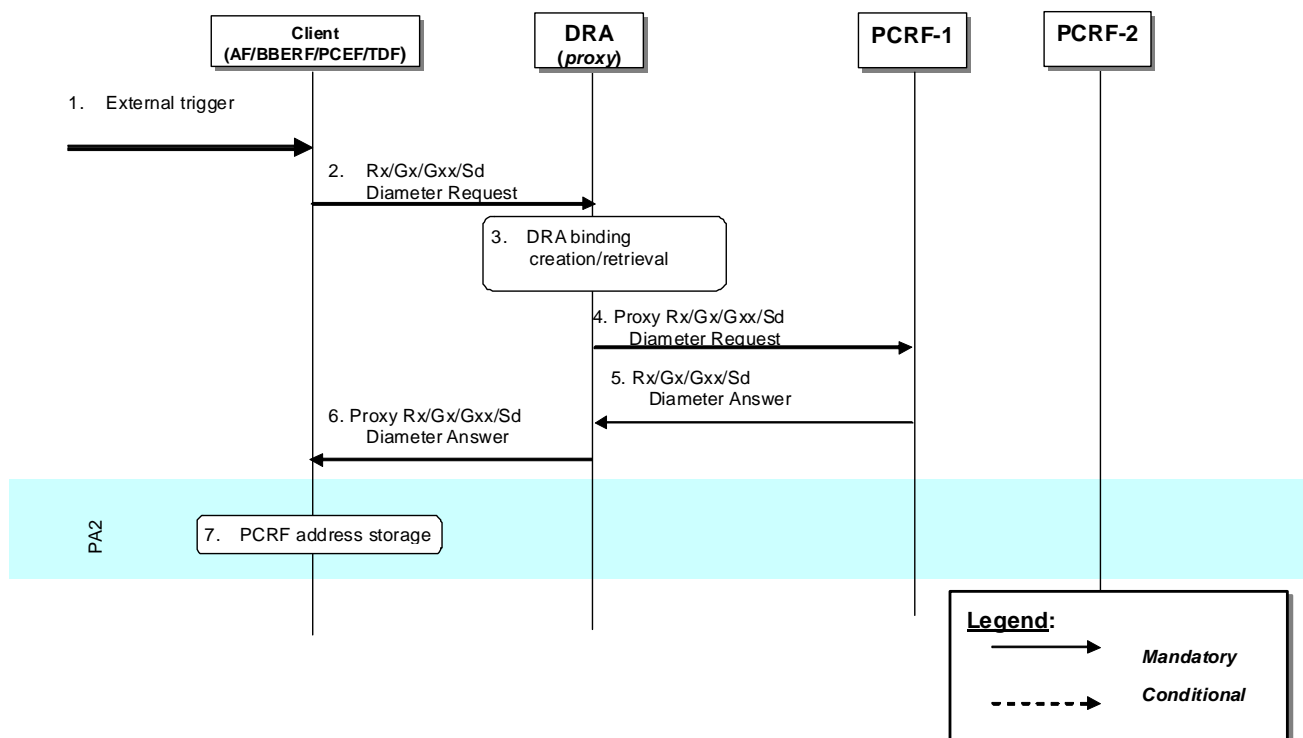 Client
(AF/BBERF/PCEF/TDF)
DRA
(proxy)
PCRF-1
PCRF-2
1. External trigger
2. Rx/Gx/Gxx/Sd
Diameter Request
3. DRA binding
creation/retrieval
4. Proxy Rx/Gx/Gxx/Sd
Diameter Request
5. Rx/Gx/Gxx/Sd
Diameter Answer
6. Proxy Rx/Gx/Gxx/Sd
Diameter Answer
PA2
7. PCRF address storage
Legend:
Mandatory
Conditional